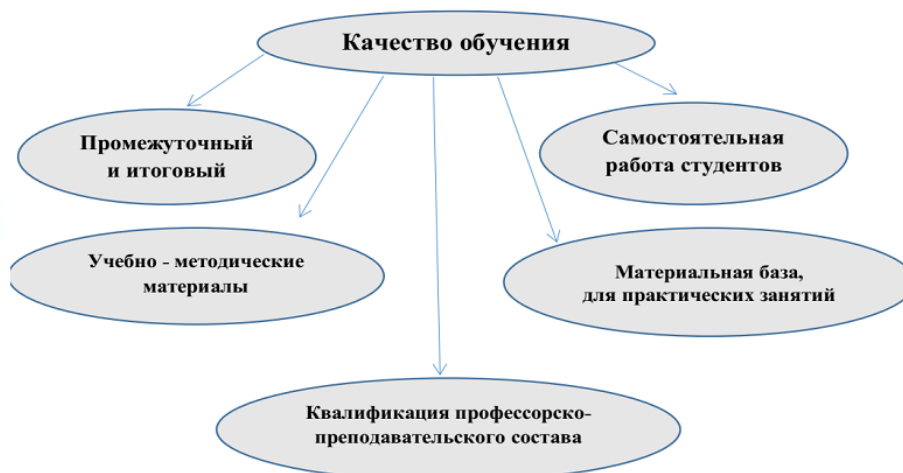 Качество обучения
Промежуточный
и итоговый
Самостоятельная
работа студентов
Учебно - методические
материалы
Материальная база,
для практических занятий
Квалификация профессорско-
преподавательского состава